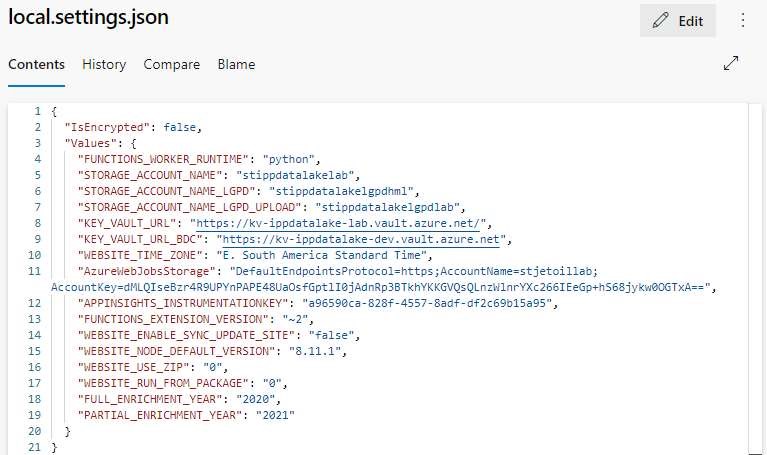 local.settings.json
Edit
Contents History Compare Blame
1 {
2 "IsEncrypted": false,
3 "Values": {
4 "FUNCTIONS_WORKER_RUNTIME": "python",
5 "STORAGE_ACCOUNT_NAME": "stippdatalakelab",
6 "STORAGE_ACCOUNT_NAME_LGPD": "stippdatalakelgpdhml",
7 "STORAGE_ACCOUNT_NAME_LGPD_UPLOAD": "stippdatalakelgpdlab",
8 "KEY_VAULT_URL": "https://kv-ippdatalake-lab.vault.azure.net/",
9 "KEY_VAULT_URL_BDC": "https://kv-ippdatalake-dev.vault.azure.net",
10 "WEBSITE_TIME_ZONE": "E. South America Standard Time",
11 "AzureWebJobsStorage": "DefaultEndpointsProtocol=https;AccountName=stjetoillab;
AccountKey=
12 "APPINSIGHTS_INSTRUMENTATIONKEY": "a96590ca-828f-4557-8adf-df2c69b15a95",
13 "FUNCTIONS_EXTENSION_VERSION": "~2",
14 "WEBSITE_ENABLE_SYNC_UPDATE_SITE": "false",
15 "WEBSITE_NODE_DEFAULT_VERSION": "8.11.1",
16 "WEBSITE_USE_ZIP": "0",
17 "WEBSITE_RUN_FROM_PACKAGE": "0",
18 "FULL_ENRICHMENT_YEAR": "2020",
19 "PARTIAL_ENRICHMENT_YEAR": "2021"
20 }
21 }